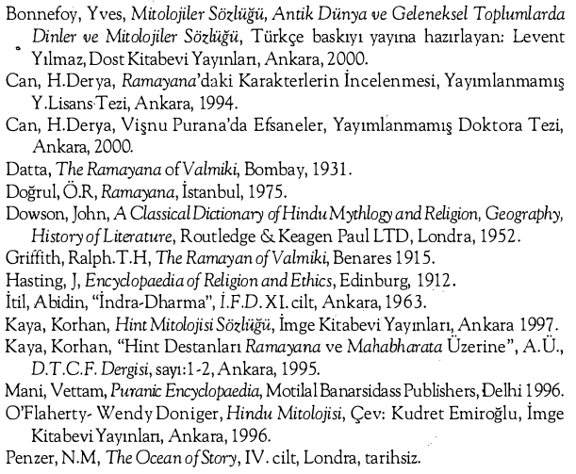 Bonnefoy, Yves, Mitolojiler Sözlüğü, Antik Dünya ve Geleneksel Toplumlarda
Dinler ve Mitolojiler Sözlüğü, Türkçe baskıyı yayına hazırlayan: Levent
Yılmaz, Dost Kitabevi Yayınları, Ankara, 2000.
Can, H.Derya, Ramayana'daki Karakterlerin İncelenmesi, Yayımlanmamış
Y.Lisans Tezi, Ankara, 1994.
Can, H.Derya, Vişnu Purana'da Efsaneler, Yayımlanmamış Doktora Tezi,
Ankara, 2000.
Datta, The Ramayana of Valmiki, Bombay, 1931.
Doğrul, Ö.R, Ramayana, İstanbul, 1975.
Dowson, John, A Classical Dictionary of Hindu Mythlogy and Religion, Geography,
History of Literature, Routledge & Keagen Paul LTD, Londra, 1952.
Griffith, Ralph.T.H, The Ramayan of Valmiki, Benares 1915.
Hasting, J, Encyclopaedia of Religion and Ethics, Edinburg, 1912.
İtil, Abidin, “İndra-Dharma”, İ.F.D. XI. cilt, Ankara, 1963.
Kaya, Korhan, Hint Mitolojisi Sözlüğü, İmge Kitabevi Yayınları, Ankara 1997.
Kaya, Korhan, “Hint Destanları Ramayana ve Mahabharata Üzerine”, A.Ü.,
D.T.C.F. Dergisi, sayı:1-2, Ankara, 1995.
Mani, Vettam, Puranic Encyclopaedia, Motilal Banarsidass Publishers, Delhi 1996.
O'Flaherty- Wendy Doniger, Hindu Mitolojisi, Çev: Kudret Emiroğlu, İmge
Kitabevi Yayınları, Ankara, 1996.
Penzer, N.M, The Ocean of Story, IV. cilt, Londra, tarihsiz.